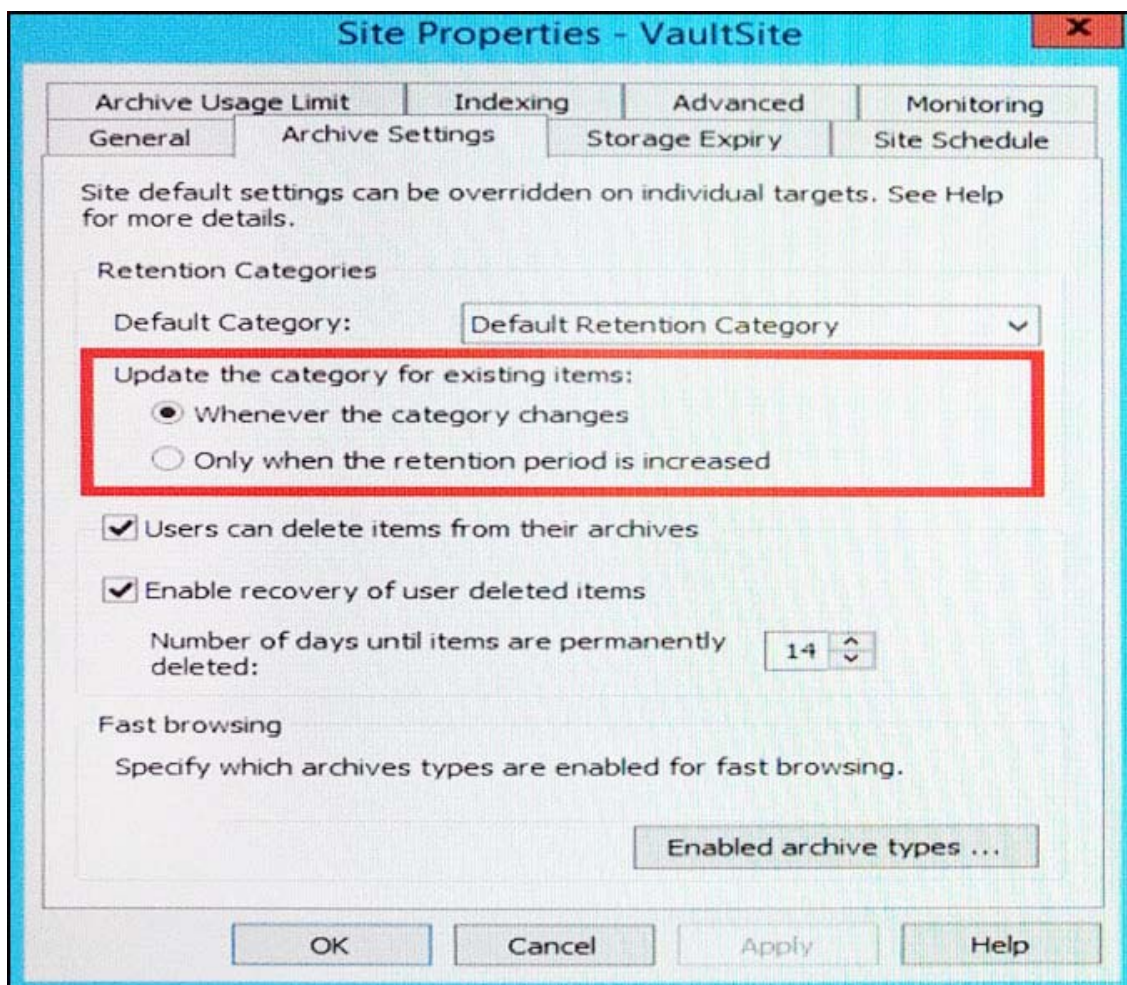 Site Properties - VaultSite
x
Archive Usage Limit Indexing Advanced Monitoring
General Archive Settings Storage Expiry Site Schedule
Site default settings can be overridden on individual targets. See Help
for more details.
Retention Categories
Default Category: Default Retention Category
Update the category for existing items:
Whenever the category changes
Only when the retention period is increased
Users can delete items from their archives
Enable recovery of user deleted items
Number of days until items are permanently
deleted: 14
Fast browsing
Specify which archives types are enabled for fast browsing.
Enabled archive types ...
OK Cancel Apply Help